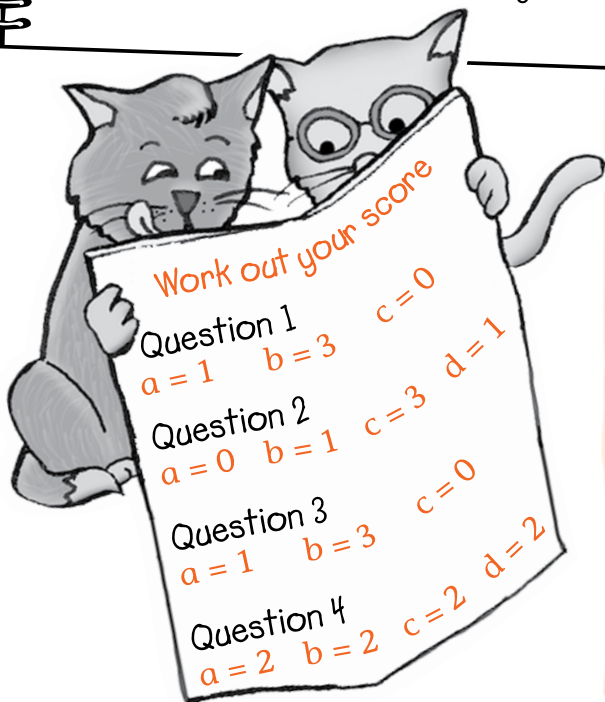 Work out your score
Question 1
a = 1 b = 3 c = 0
Question 2
a = 0 b = 1 c = 3 d = 1
Question 3
a = 1 b = 3 c = 0
Question 4
a = 2 b = 2 c = 2 d = 2